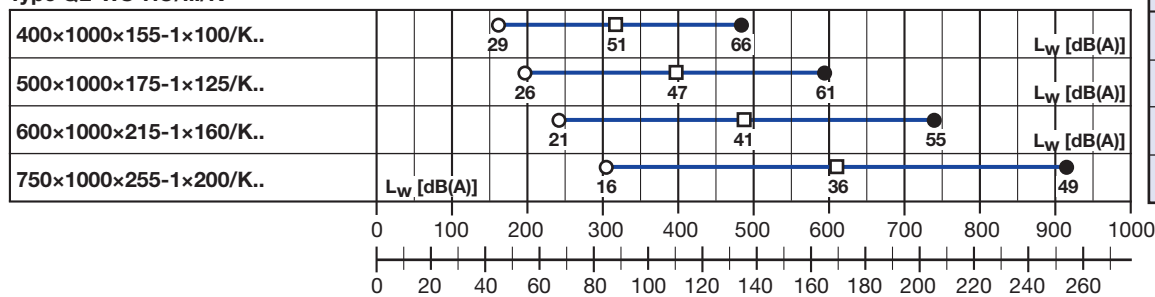 400×1000×155-1×100/K..
29 51 66
L_W [dB(A)]
500×1000×175-1×125/K..
26 47 61
L_W [dB(A)]
600×1000×215-1×160/K..
21 41 55
L_W [dB(A)]
750×1000×255-1×200/K..
L_W [dB(A)]
16 36 49
0 100 200 300 400 500 600 700 800 900 1000
0 20 40 60 80 100 120 140 160 180 200 220 240 260